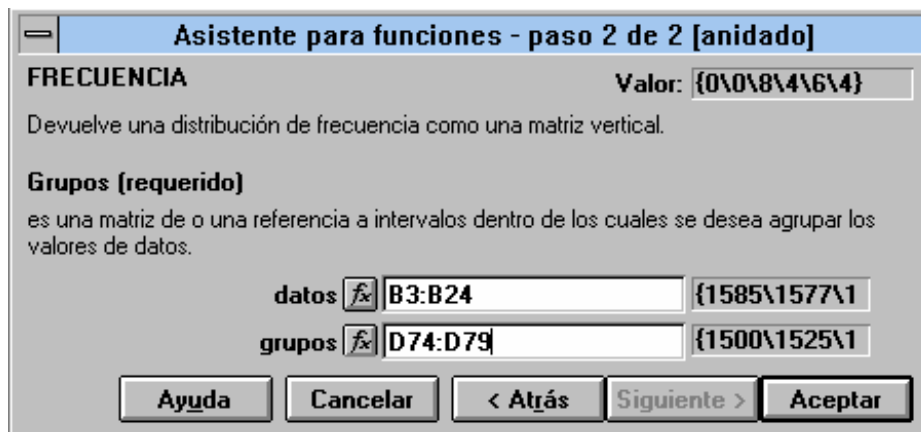 Asistente para funciones - paso 2 de 2 [anidado]
FRECUENCIA Valor: {0\0\8\4\6\4}
Devuelve una distribución de frecuencia como una matriz vertical.
Grupos (requerido)
es una matriz de o una referencia a intervalos dentro de los cuales se desea agrupar los
valores de datos.
datos fx B3:B24 {1585\1577\1
grupos fx D74:D79 {1500\1525\1
Ayuda Cancelar < Atrás Siguiente > Aceptar